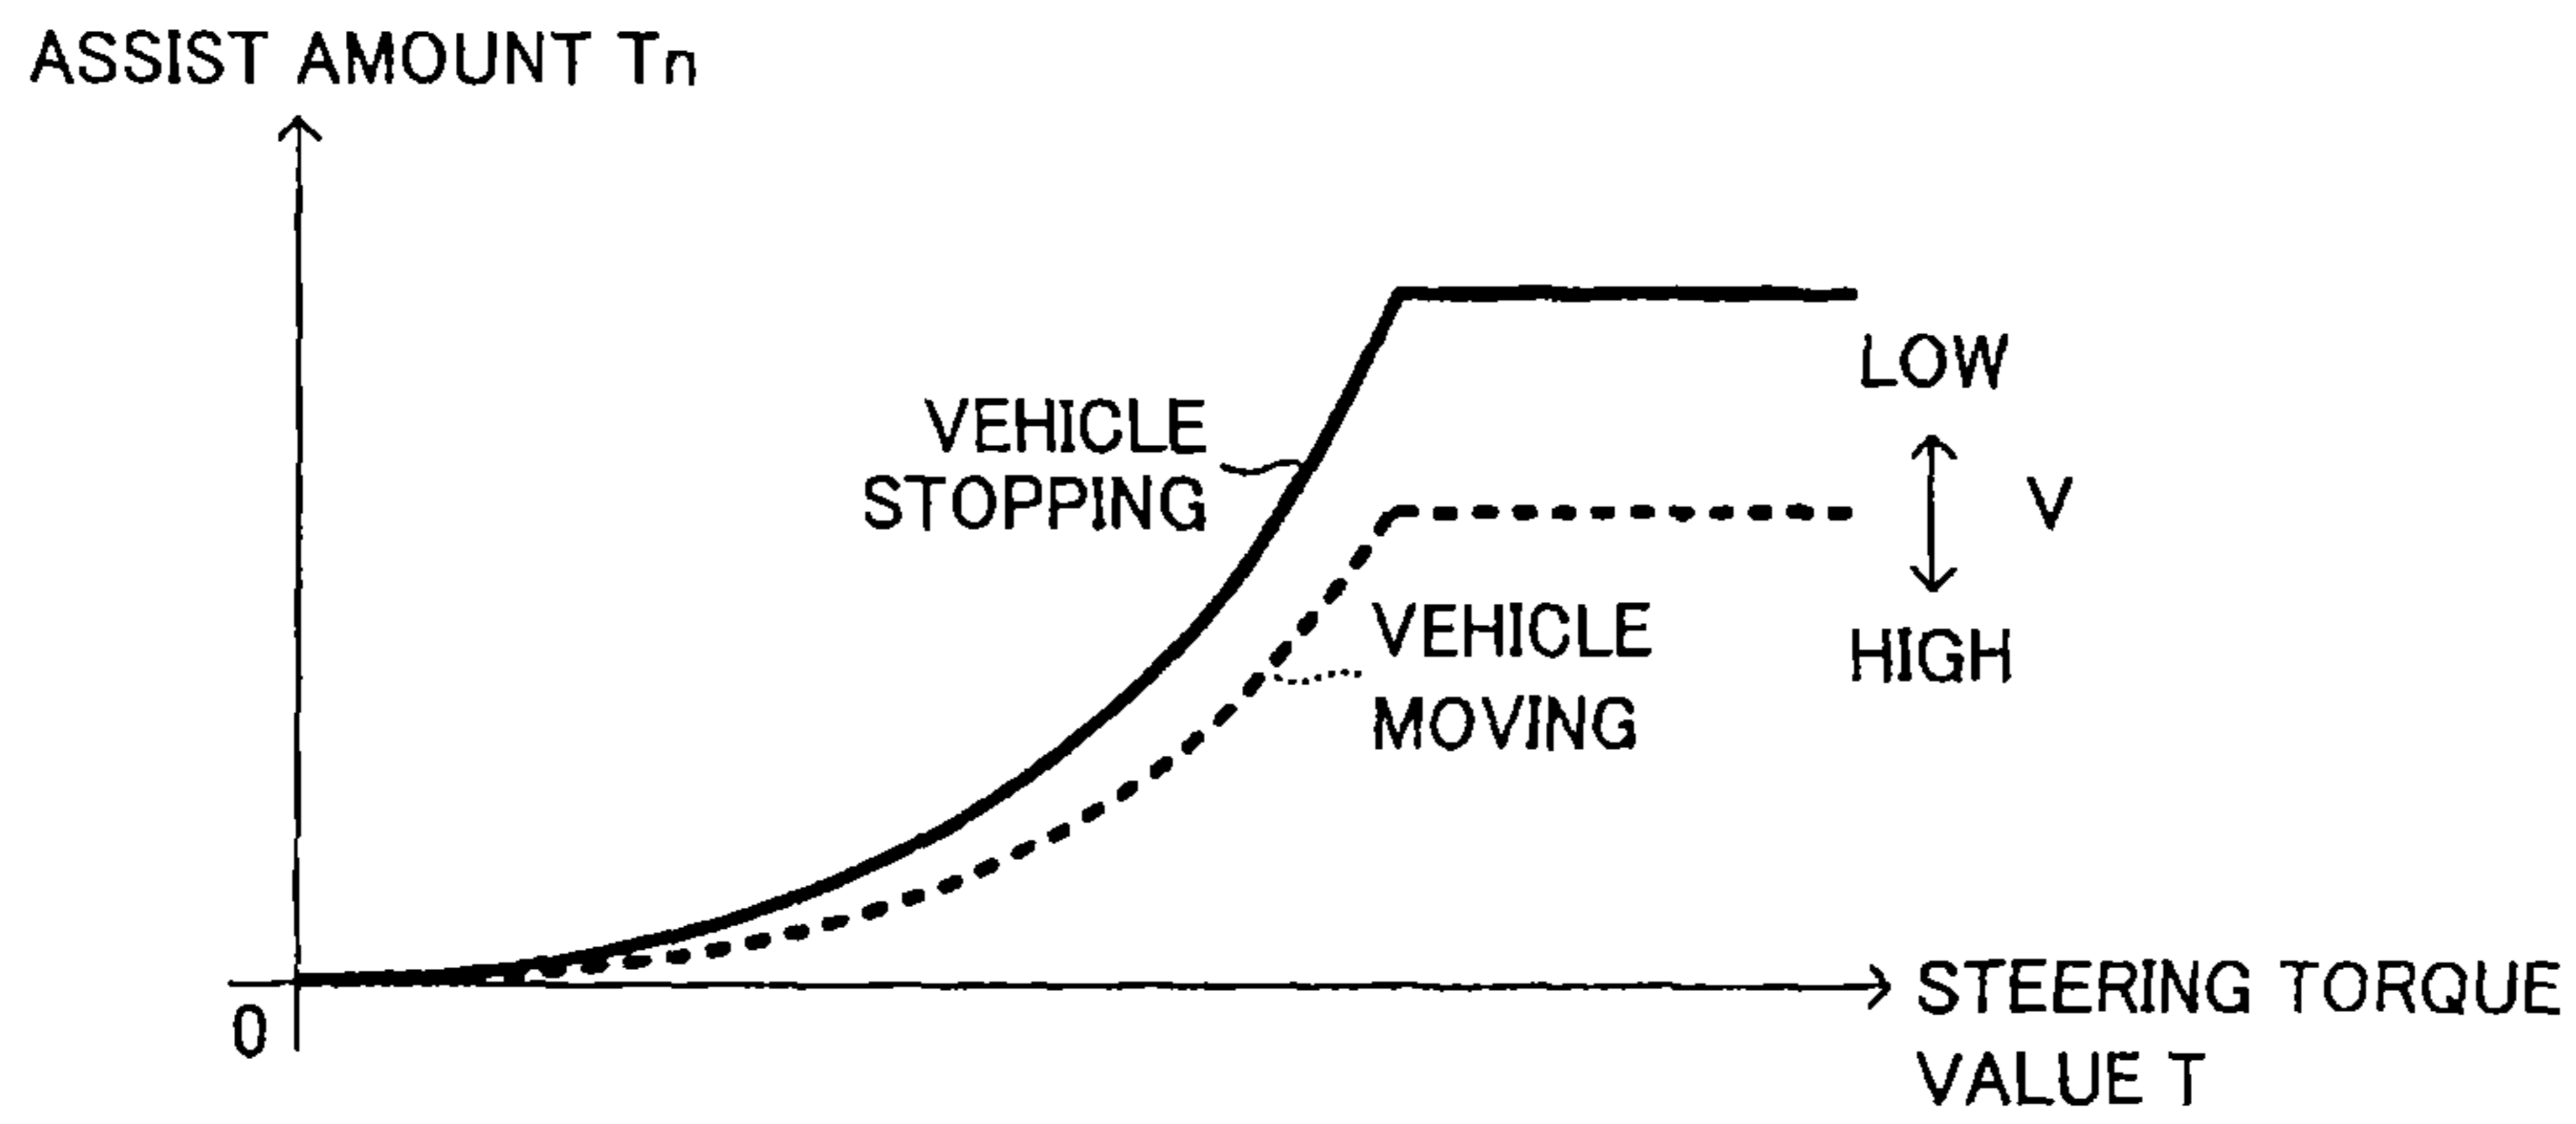 ASSIST AMOUNT Tn
LOW
VEHICLE
STOPPING
V
VEHICLE
HIGH
MOVING
STEERING TORQUE
0
VALUE T